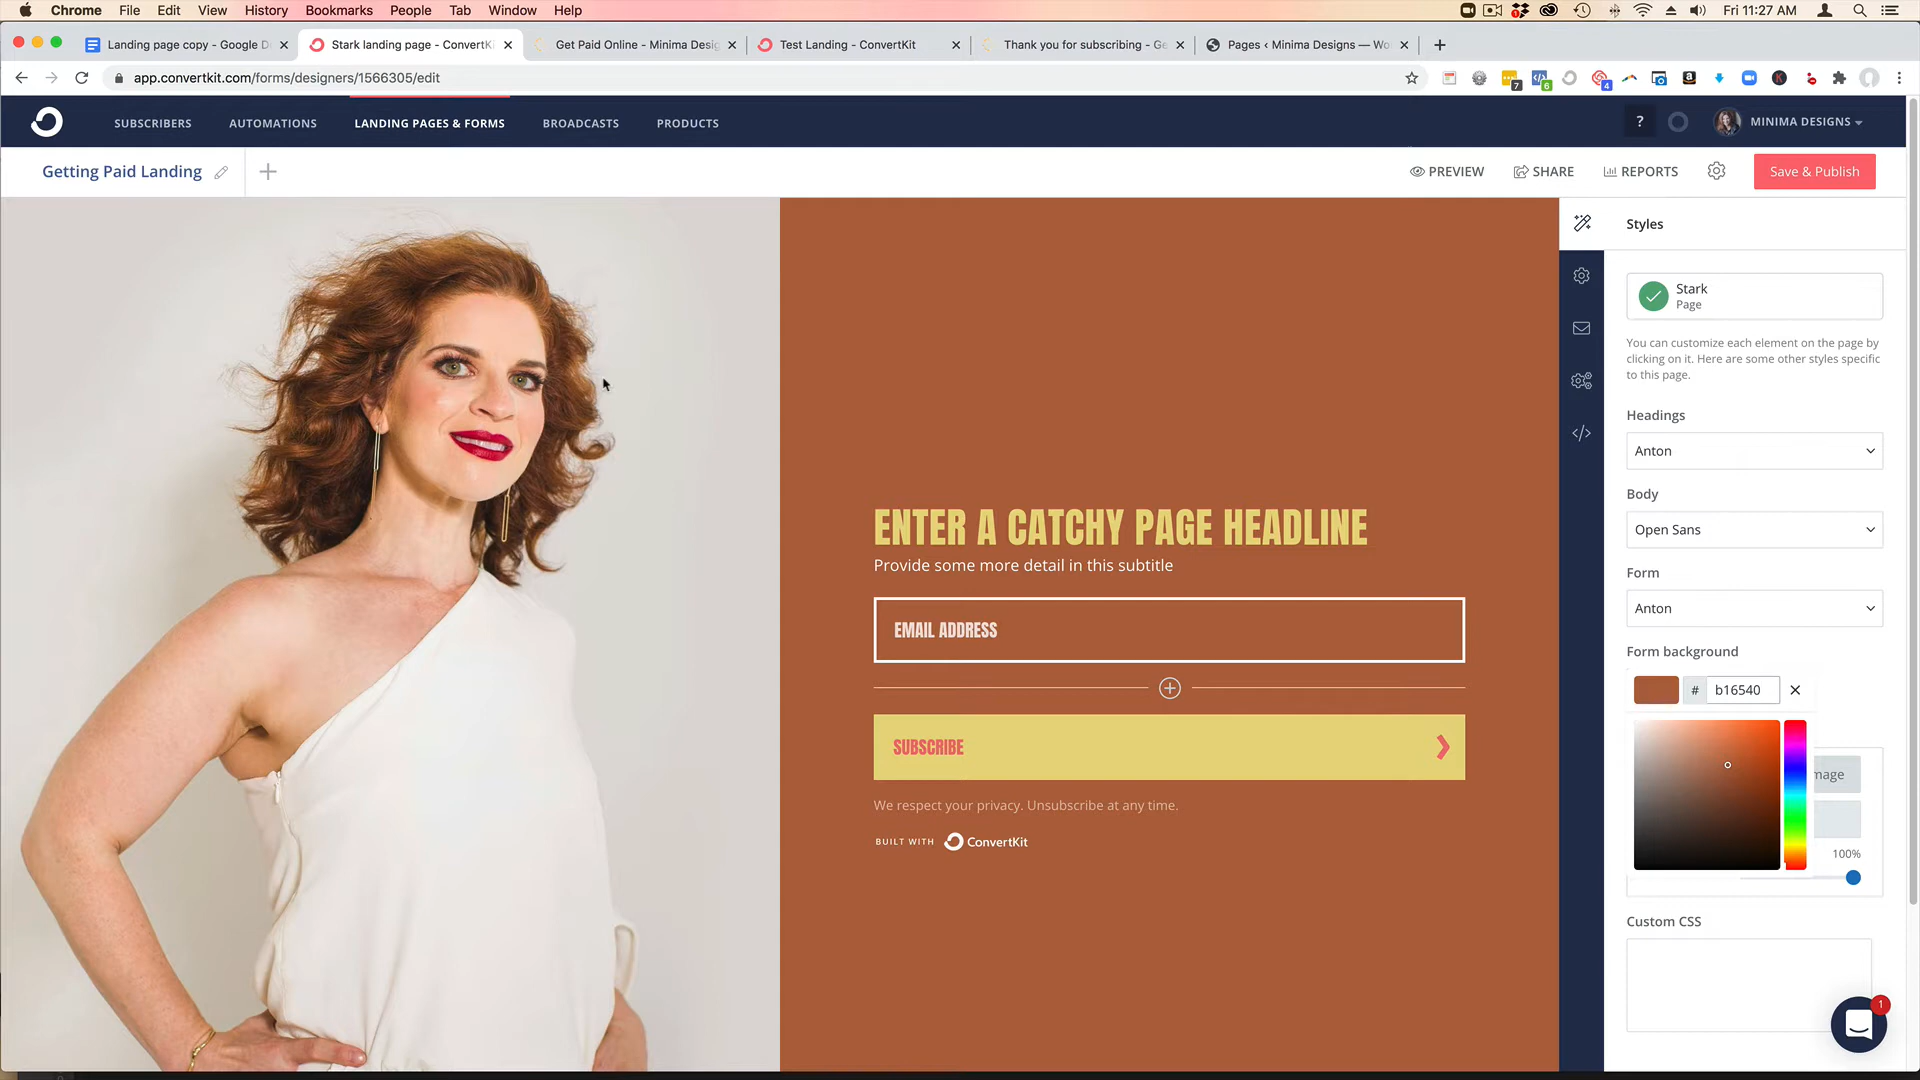 Chrome File Edit View History Bookmarks People Tab Window Help
Fri 11:27 AM
Landing page copy - Google D
Stark landing page - ConvertKi
Get Paid Online - Minima Desig
Test Landing - ConvertKit
Thank you for subscribing - Ge
Pages ‹ Minima Designs — Wo
app.convertkit.com/forms/designers/1566305/edit
7
6
4
SUBSCRIBERS AUTOMATIONS LANDING PAGES & FORMS BROADCASTS PRODUCTS
? MINIMA DESIGNS
Getting Paid Landing
PREVIEW SHARE REPORTS Save & Publish
Styles
Stark
Page
You can customize each element on the page by
clicking on it. Here are some other styles specific
to this page.
Headings
Anton
Body
Open Sans
Form
Anton
Form background
# b16540
mage
100%
Custom CSS
1
ENTER A CATCHY PAGE HEADLINE
Provide some more detail in this subtitle
EMAIL ADDRESS
SUBSCRIBE
We respect your privacy. Unsubscribe at any time.
BUILT WITH ConvertKit